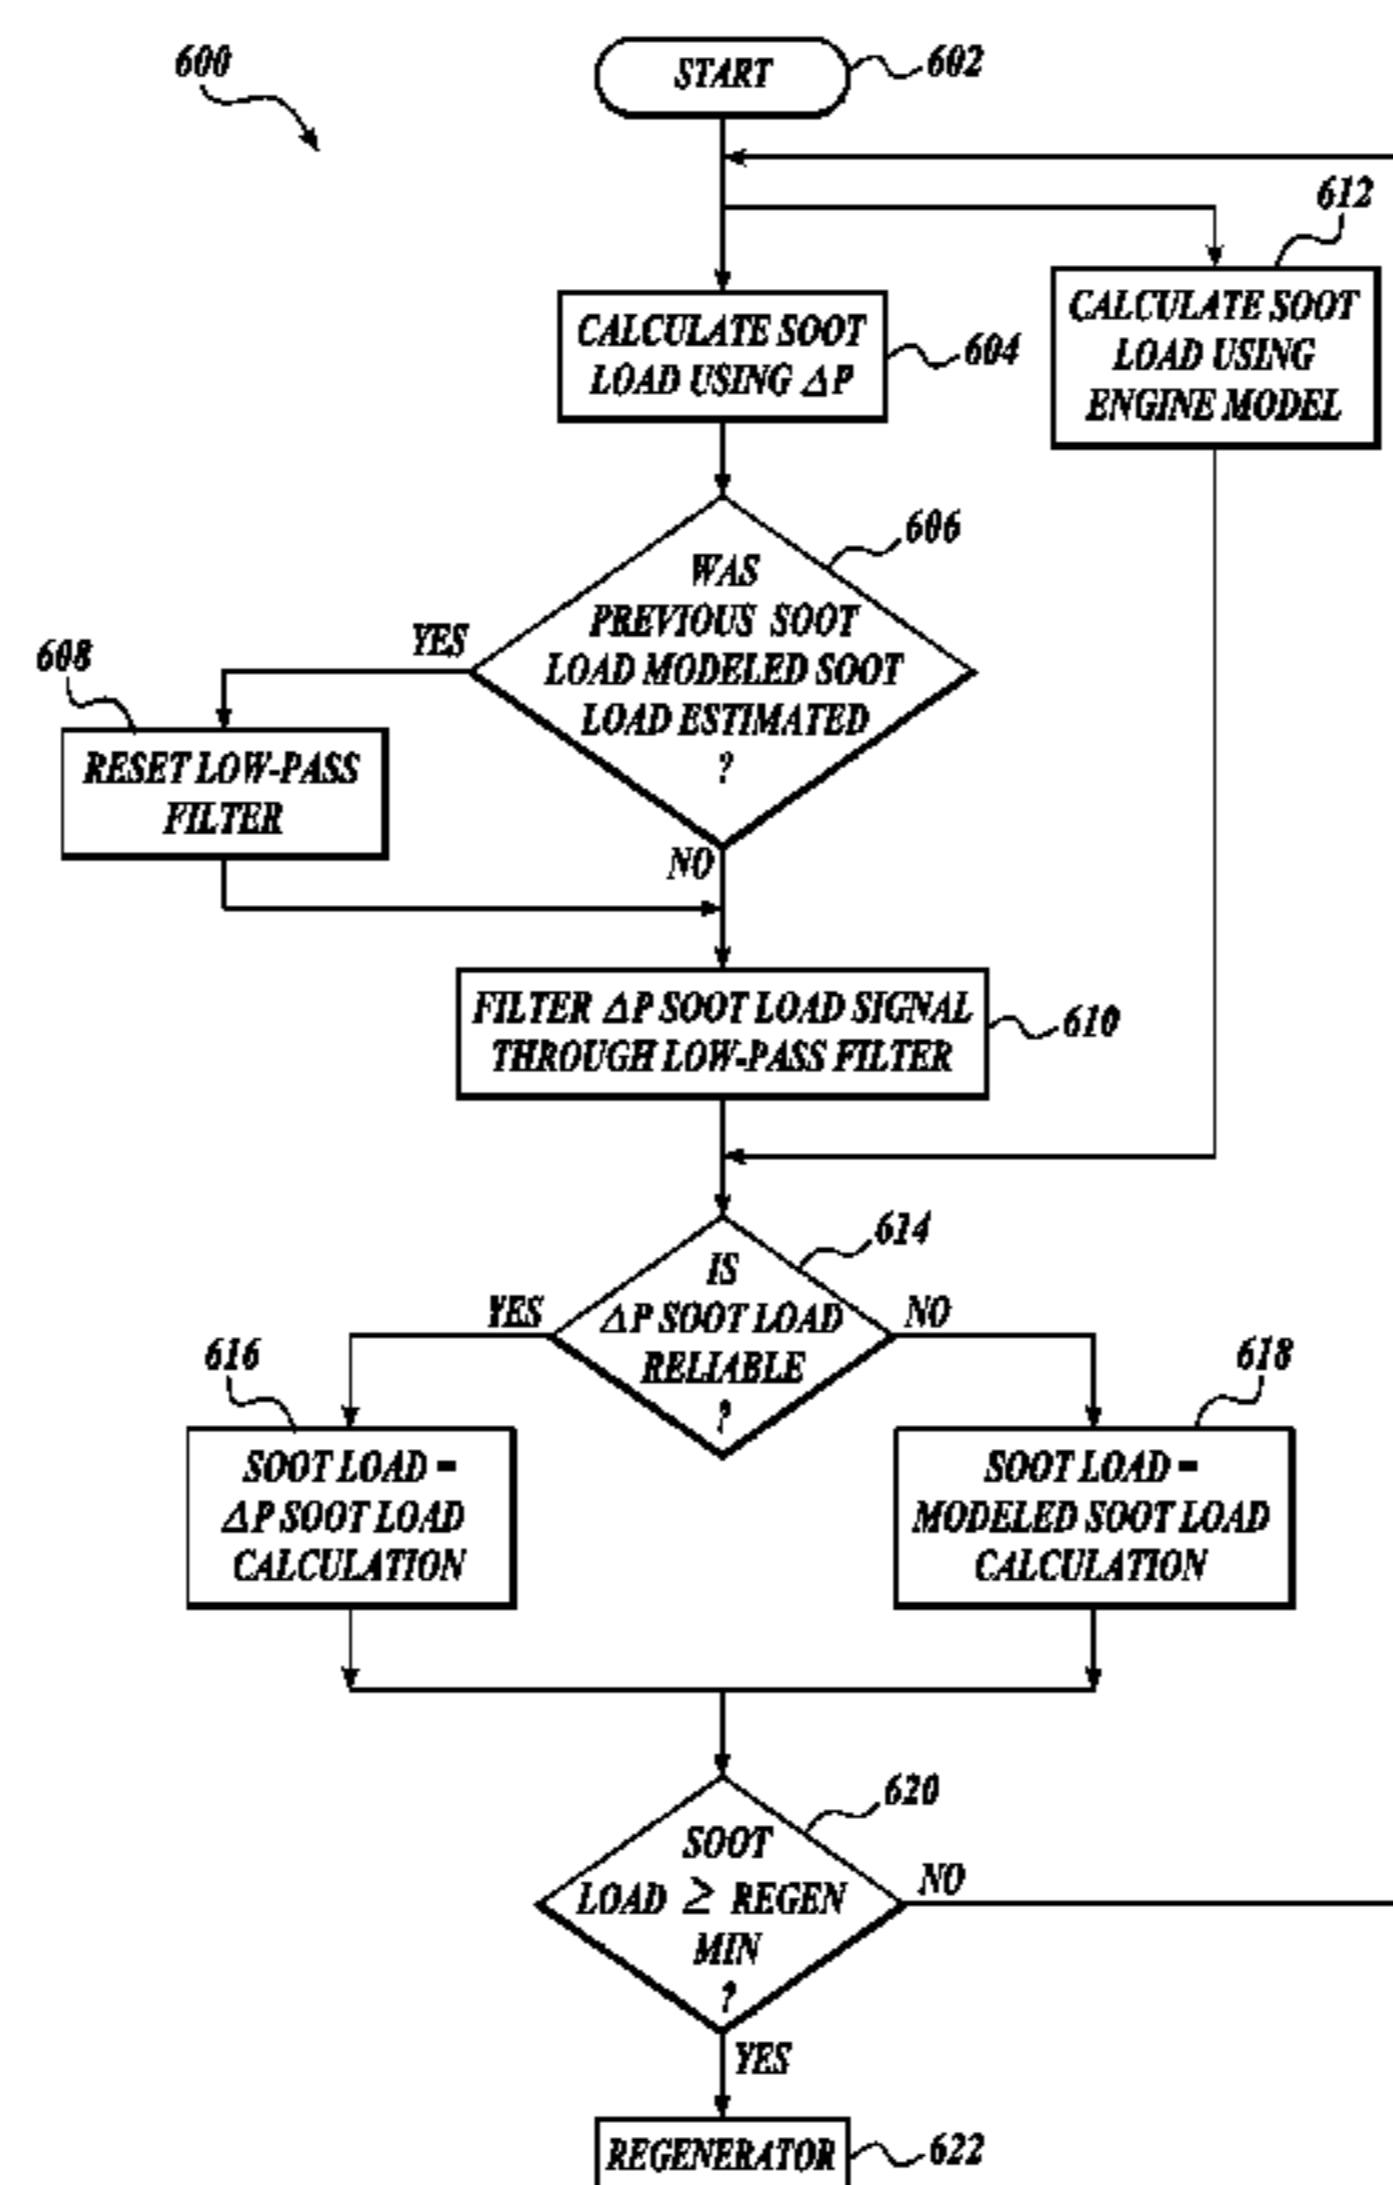 600
START
602
612
CALCULATE SOOT
LOAD USING ΔP
604
CALCULATE SOOT
LOAD USING
ENGINE MODEL
606
WAS
PREVIOUS SOOT
LOAD MODELED SOOT
LOAD ESTIMATED
?
YES
608
RESET LOW-PASS
FILTER
NO
FILTER ΔP SOOT LOAD SIGNAL
THROUGH LOW-PASS FILTER
610
614
IS
ΔP SOOT LOAD
RELIABLE
?
YES
NO
616
618
SOOT LOAD =
ΔP SOOT LOAD
CALCULATION
SOOT LOAD =
MODELED SOOT LOAD
CALCULATION
620
SOOT
LOAD ≥ REGEN
MIN
?
NO
YES
REGENERATOR
622